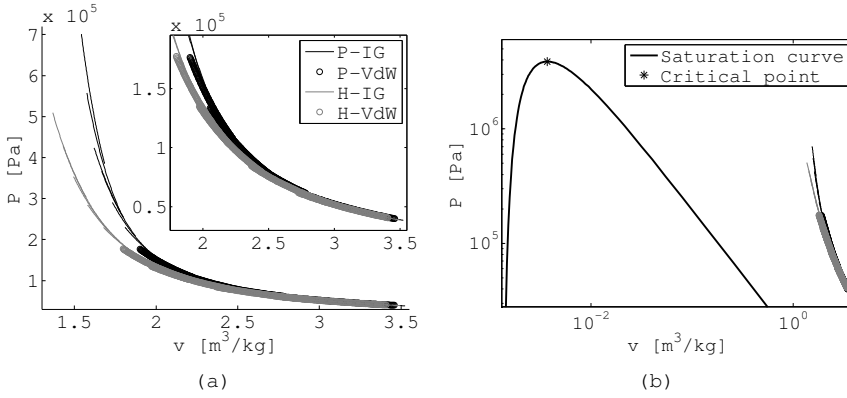 x 10^5
7
6
5
4
3
2
1
P [Pa]
1.5
2
2.5
3
3.5
v [m^3/kg]
x 10^5
1.5
1
0.5
2
2.5
3
3.5
P-IG
P-VdW
H-IG
H-VdW
(a)
Saturation curve
Critical point
10^6
10^5
P [Pa]
10^-2
10^0
v [m^3/kg]
(b)